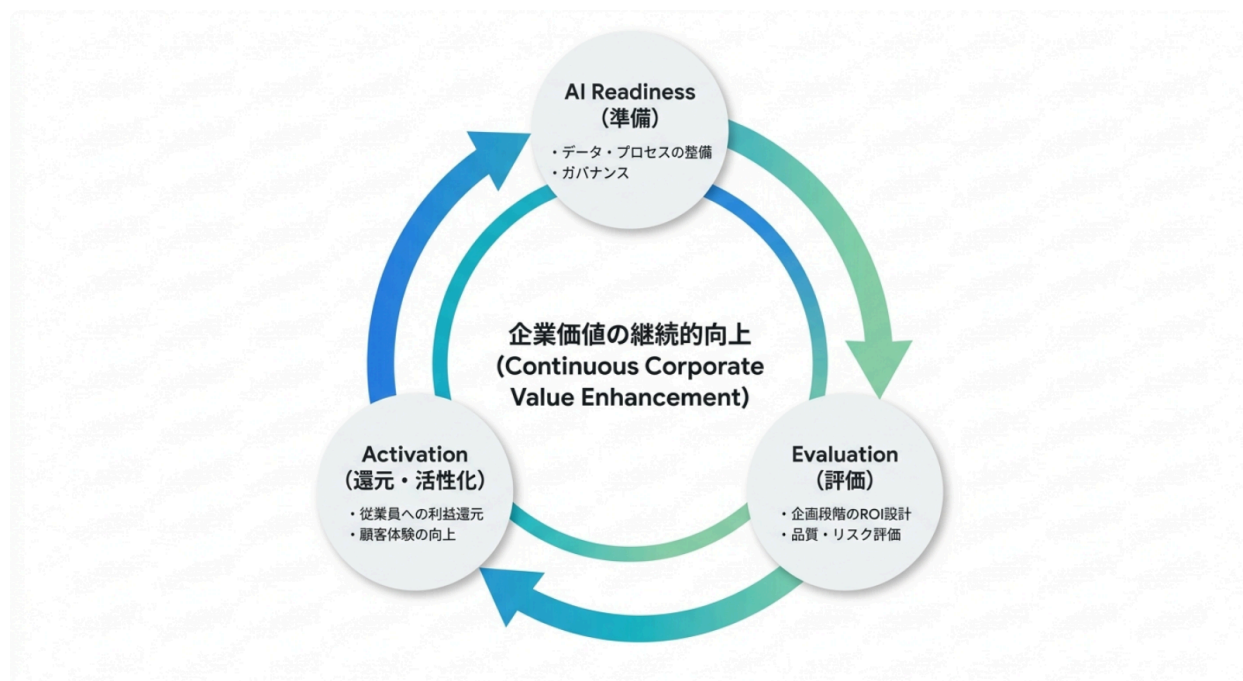 AI Readiness
（準備）
・データ・プロセスの整備
・ガバナンス
企業価値の継続的向上
(Continuous Corporate
Value Enhancement)
Activation
（還元・活性化）
・従業員への利益還元
・顧客体験の向上
Evaluation
（評価）
・企画段階のROI設計
・品質・リスク評価